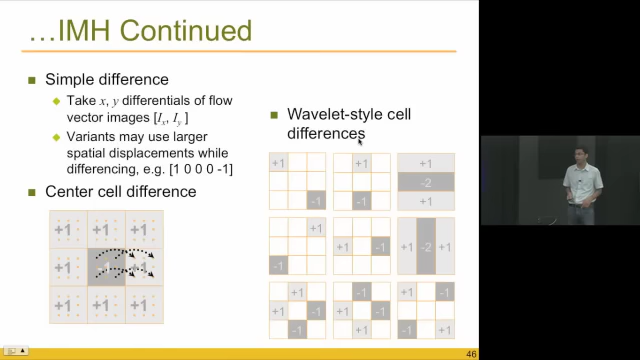 …IMH Continued
Simple difference
Take x, y differentials of flow
vector images [Ix, Iy ]
Variants may use larger
spatial displacements while
differencing, e.g. [1 0 0 0 -1]
Center cell difference
+1 +1 +1
+1 -1 +1
+1 +1 +1
Wavelet-style cell
differences
+1 +1 +1
-2
-1 -1 +1
+1
+1 -1 +1 -2 +1
-1
+1 -1 -1
-1 +1 -1
-1 +1 -1 +1
46